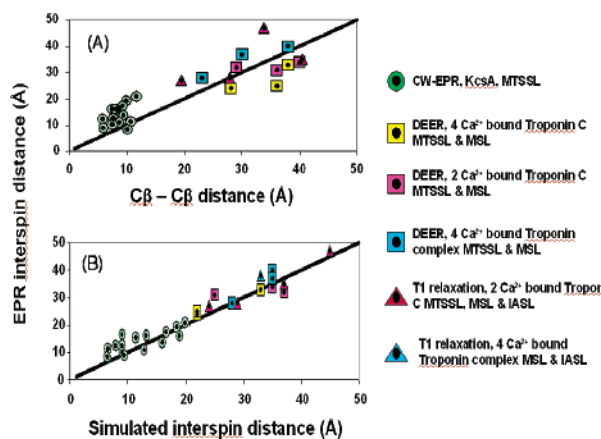 50
(A)
40
30
20
10
0
0 10 20 30 40 50
Cβ – Cβ distance (Å)
EPR interspin distance (Å)
50
(B)
40
30
20
10
0
0 10 20 30 40 50
Simulated interspin distance (Å)
CW-EPR, KcsA, MTSSL
DEER, 4 Ca²⁺ bound Troponin C
MTSSL & MSL
DEER, 2 Ca²⁺ bound Troponin C
MTSSL & MSL
DEER, 4 Ca²⁺ bound Troponin
complex MTSSL & MSL
T1 relaxation, 2 Ca²⁺ bound Tropon
C MTSSL, MSL & IASL
T1 relaxation, 4 Ca²⁺ bound
Troponin complex MSL & IASL